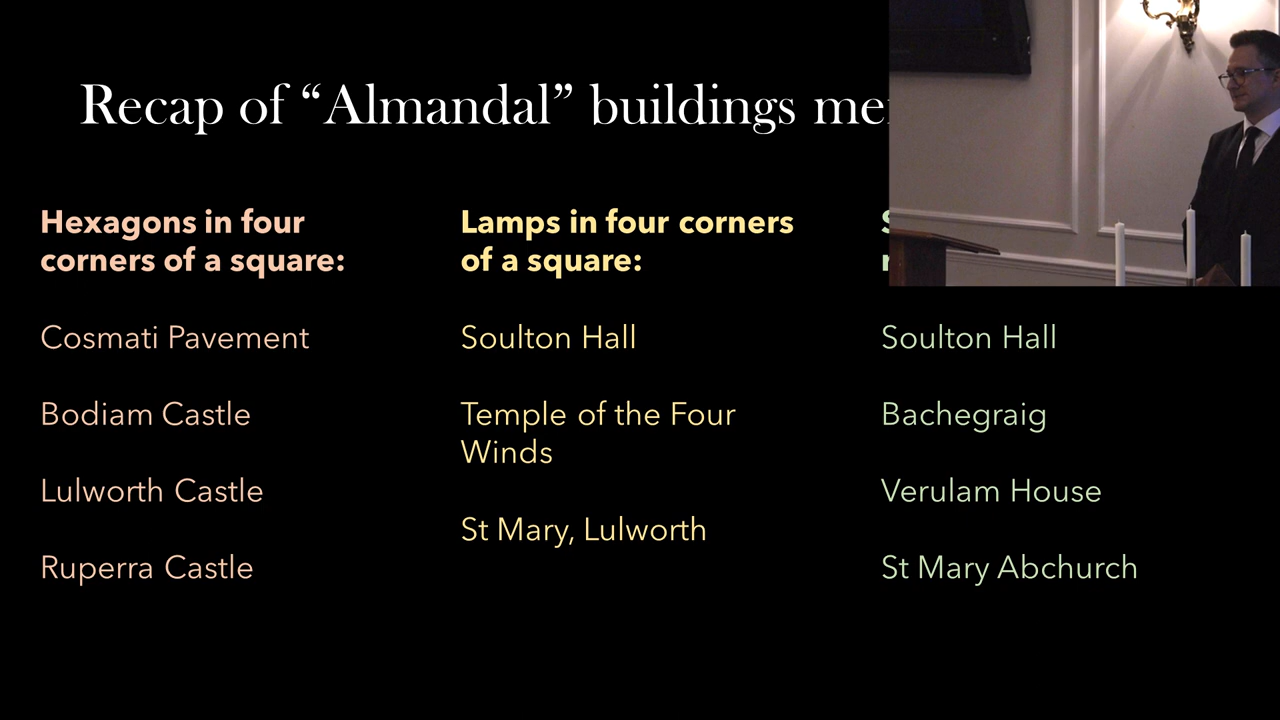 Recap of “Almandal” buildings
Hexagons in four
corners of a square:
Cosmati Pavement
Bodiam Castle
Lulworth Castle
Ruperra Castle
Lamps in four corners
of a square:
Soulton Hall
Temple of the Four
Winds
St Mary, Lulworth
Soulton Hall
Bachegraig
Verulam House
St Mary Abchurch